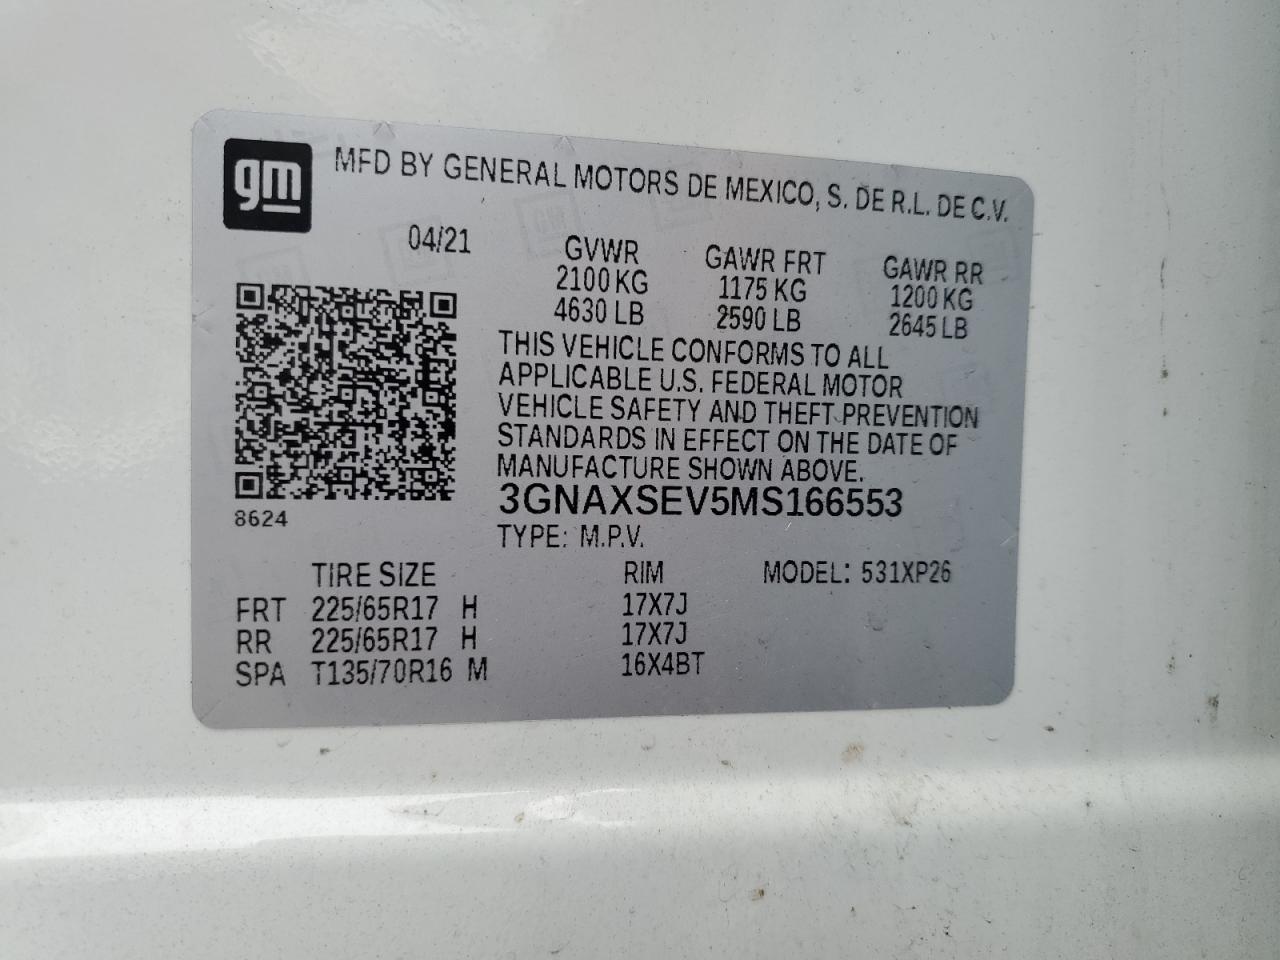 gm
MFD BY GENERAL MOTORS DE MEXICO, S. DE R.L. DE C.V.
04/21
GVWR GAWR FRT GAWR RR
2100 KG 1175 KG 1200 KG
4630 LB 2590 LB 2645 LB
THIS VEHICLE CONFORMS TO ALL
APPLICABLE U.S. FEDERAL MOTOR
VEHICLE SAFETY AND THEFT PREVENTION
STANDARDS IN EFFECT ON THE DATE OF
MANUFACTURE SHOWN ABOVE.
3GNAXSEV5MS166553
8624
TYPE: M.P.V.
TIRE SIZE RIM MODEL: 531XP26
FRT 225/65R17 H 17X7J
RR 225/65R17 H 17X7J
SPA T135/70R16 M 16X4BT